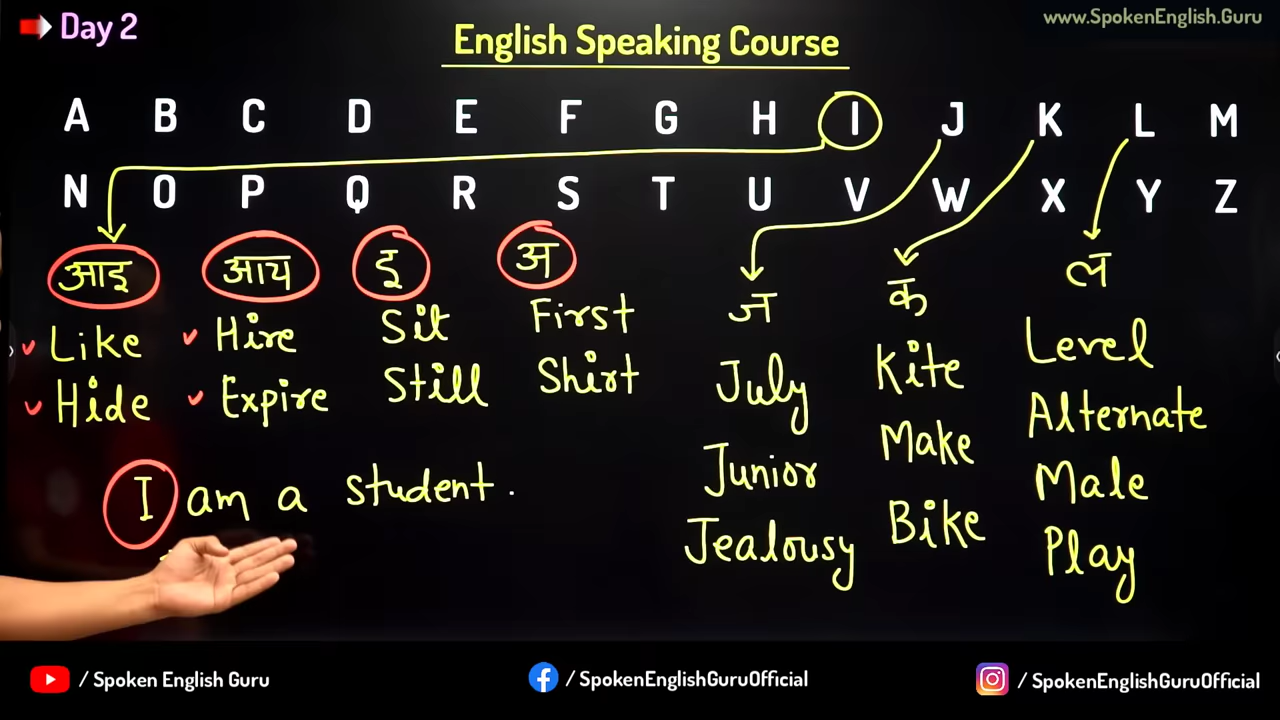 Day 2
www.SpokenEnglish.Guru
English Speaking Course
A B C D E F G H I J K L M
N O P Q R S T U V W X Y Z
आइ आय इ अ ज क ल
Like Hire Sit First July Kite Level
Hide Expire Still Shirt Junior Make Alternate
I am a student. Jealousy Bike Male
Play
/ Spoken English Guru / SpokenEnglishGuruOfficial / SpokenEnglishGuruOfficial